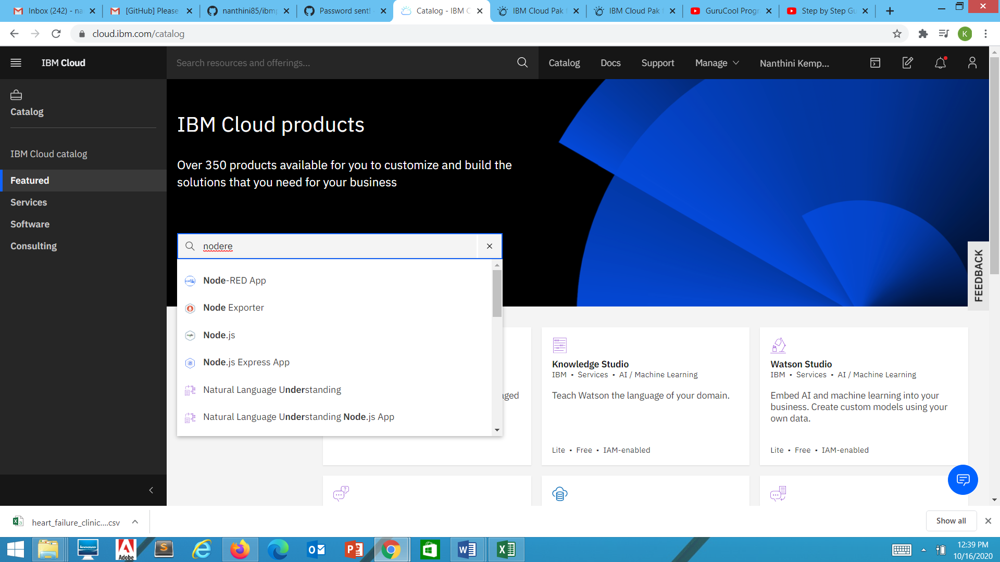 Inbox (242) - na
[GitHub] Please
nanthini85/ibmp
Password sent! -
Catalog - IBM C
IBM Cloud Pak f
IBM Cloud Pak f
GuruCool Progr
Step by Step Gu
cloud.ibm.com/catalog
K
IBM Cloud
Search resources and offerings...
Catalog
Docs
Support
Manage
Nanthini Kemp...
Catalog
IBM Cloud catalog
Featured
Services
Software
Consulting
IBM Cloud products
Over 350 products available for you to customize and build the
solutions that you need for your business
nodere
Node-RED App
Node Exporter
Node.js
Node.js Express App
Natural Language Understanding
Natural Language Understanding Node.js App
FEEDBACK
aged
Knowledge Studio
IBM • Services • AI / Machine Learning
Teach Watson the language of your domain.
Lite • Free • IAM-enabled
Watson Studio
IBM • Services • AI / Machine Learning
Embed AI and machine learning into your
business. Create custom models using your
own data.
Lite • Free • IAM-enabled
heart_failure_clinic....csv
Show all
Adobe
12:39 PM
10/16/2020